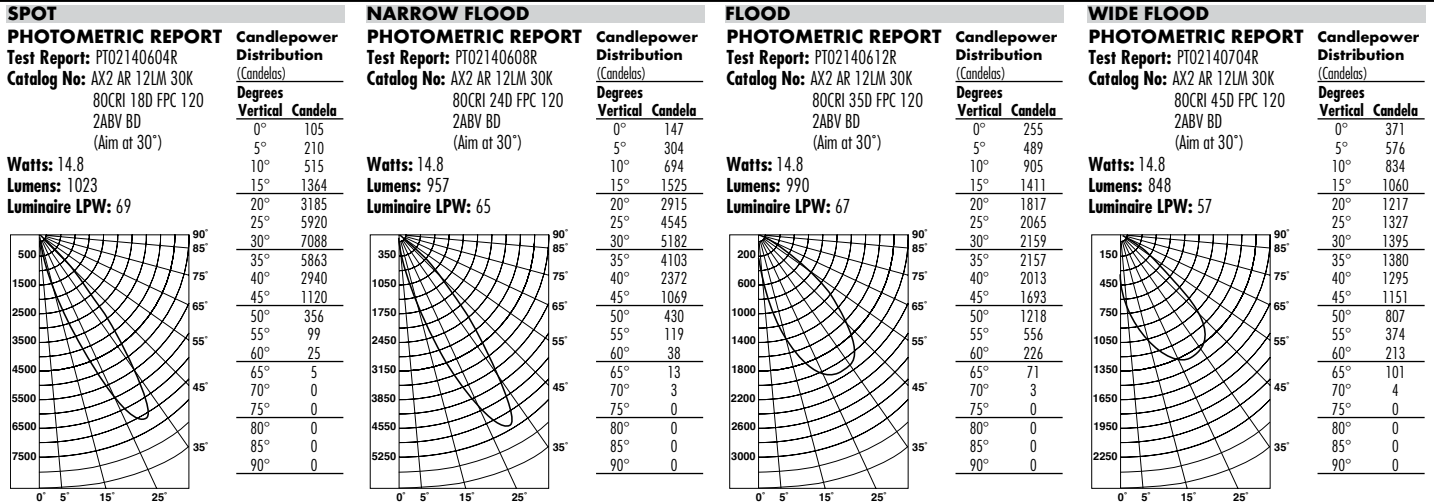 SPOT
PHOTOMETRIC REPORT
Test Report: PT02140604R
Catalog No: AX2 AR 12LM 30K
80CRI 18D FPC 120
2ABV BD
(Aim at 30˚)
Watts: 14.8
Lumens: 1023
Luminaire LPW: 69
500
1500
2500
3500
4500
5500
6500
7500
90˚
85˚
75˚
65˚
55˚
45˚
35˚
0˚ 5˚ 15˚ 25˚
Candlepower
Distribution
(Candelas)
Degrees
Vertical Candela
0° 105
5° 210
10° 515
15° 1364
20° 3185
25° 5920
30° 7088
35° 5863
40° 2940
45° 1120
50° 356
55° 99
60° 25
65° 5
70° 0
75° 0
80° 0
85° 0
90° 0
NARROW FLOOD
PHOTOMETRIC REPORT
Test Report: PT02140608R
Catalog No: AX2 AR 12LM 30K
80CRI 24D FPC 120
2ABV BD
(Aim at 30˚)
Watts: 14.8
Lumens: 957
Luminaire LPW: 65
350
1050
1750
2450
3150
3850
4550
5250
90˚
85˚
75˚
65˚
55˚
45˚
35˚
0˚ 5˚ 15˚ 25˚
Candlepower
Distribution
(Candelas)
Degrees
Vertical Candela
0° 147
5° 304
10° 694
15° 1525
20° 2915
25° 4545
30° 5182
35° 4103
40° 2372
45° 1069
50° 430
55° 119
60° 38
65° 13
70° 3
75° 0
80° 0
85° 0
90° 0
FLOOD
PHOTOMETRIC REPORT
Test Report: PT02140612R
Catalog No: AX2 AR 12LM 30K
80CRI 35D FPC 120
2ABV BD
(Aim at 30˚)
Watts: 14.8
Lumens: 990
Luminaire LPW: 67
200
600
1000
1400
1800
2200
2600
3000
90˚
85˚
75˚
65˚
55˚
45˚
35˚
0˚ 5˚ 15˚ 25˚
Candlepower
Distribution
(Candelas)
Degrees
Vertical Candela
0° 255
5° 489
10° 905
15° 1411
20° 1817
25° 2065
30° 2159
35° 2157
40° 2013
45° 1693
50° 1218
55° 556
60° 226
65° 71
70° 3
75° 0
80° 0
85° 0
90° 0
WIDE FLOOD
PHOTOMETRIC REPORT
Test Report: PT02140704R
Catalog No: AX2 AR 12LM 30K
80CRI 45D FPC 120
2ABV BD
(Aim at 30˚)
Watts: 14.8
Lumens: 848
Luminaire LPW: 57
150
450
750
1050
1350
1650
1950
2250
90˚
85˚
75˚
65˚
55˚
45˚
35˚
0˚ 5˚ 15˚ 25˚
Candlepower
Distribution
(Candelas)
Degrees
Vertical Candela
0° 371
5° 576
10° 834
15° 1060
20° 1217
25° 1327
30° 1395
35° 1380
40° 1295
45° 1151
50° 807
55° 374
60° 213
65° 101
70° 4
75° 0
80° 0
85° 0
90° 0